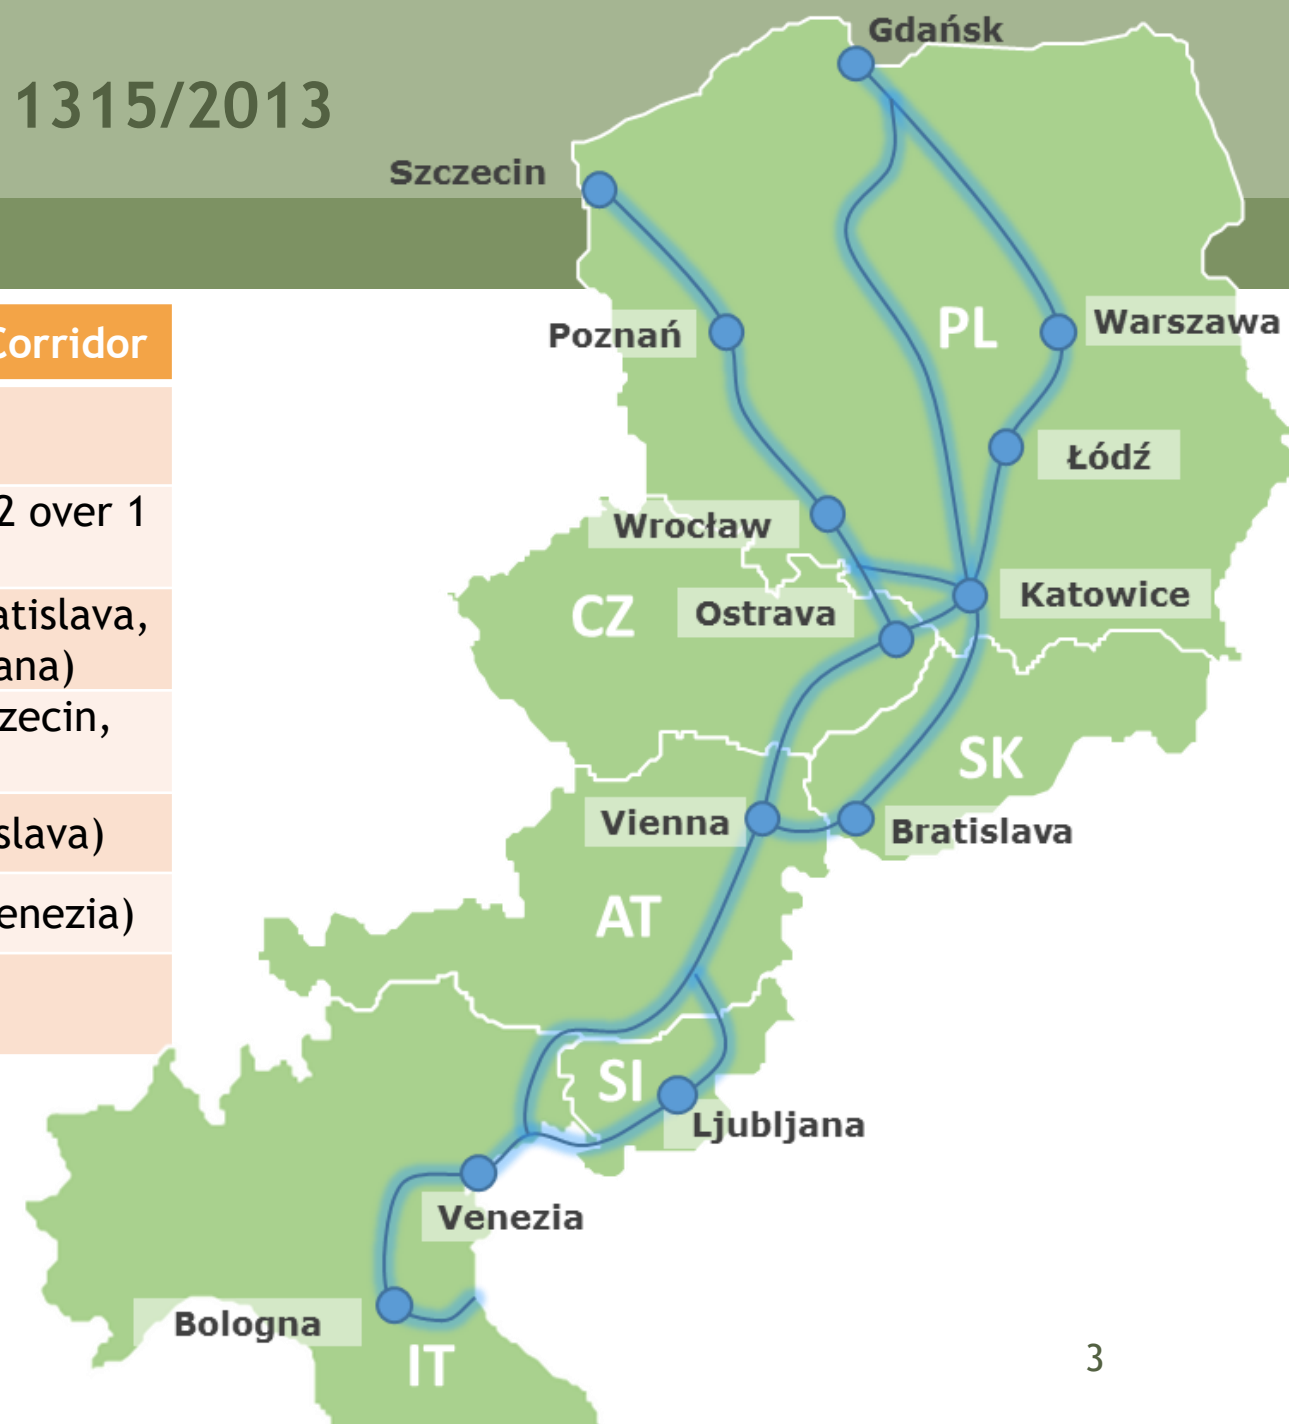 1315/2013
Corridor
2 over 1
atislava,
ana)
zecin,
slava)
enezia)
Gdańsk
Szczecin
Poznań
PL
Warszawa
Łódź
Wrocław
Katowice
CZ
Ostrava
SK
Vienna
Bratislava
AT
SI
Ljubljana
Venezia
Bologna
IT
3